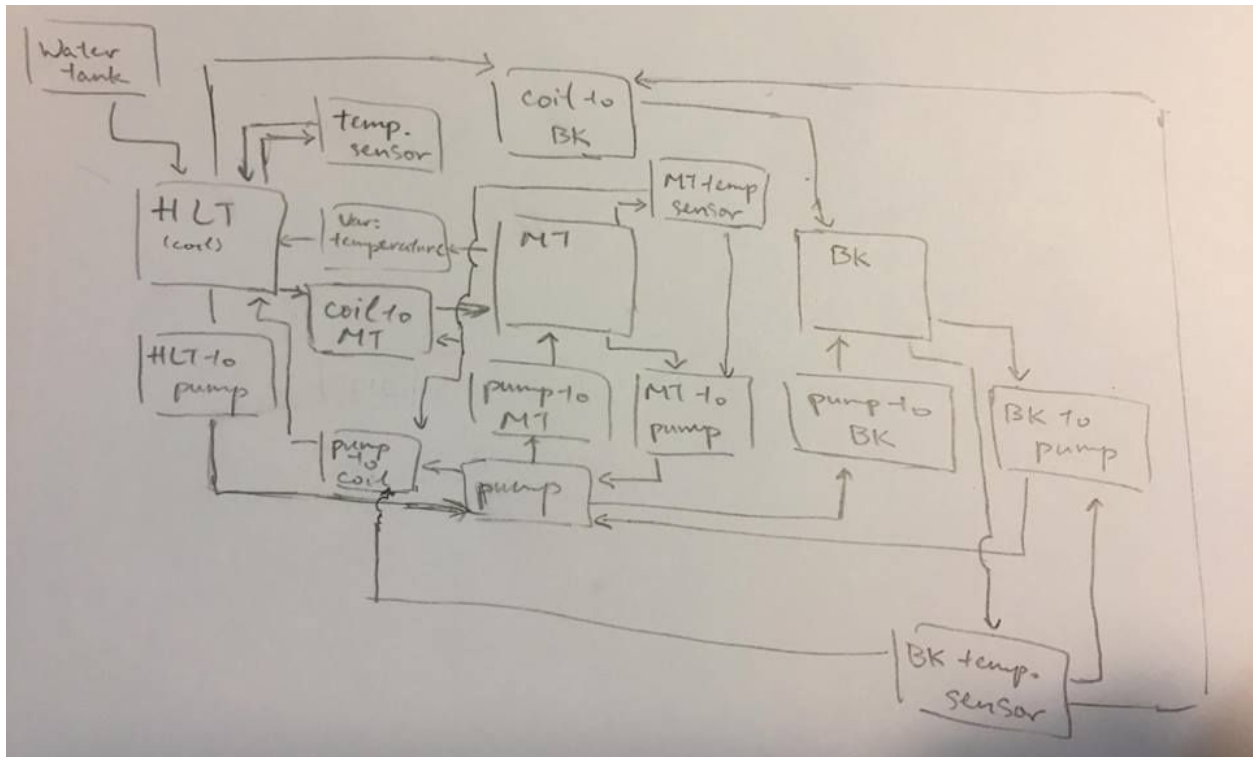 Water
tank
coil to
BK
temp.
sensor
MT temp
sensor
HLT
(coil)
Var:
temperature
MT
BK
coil to
MT
HLT to
pump
pump to
MT
MT to
pump
pump to
BK
BK to
pump
pump
to
coil
pump
BK temp.
sensor